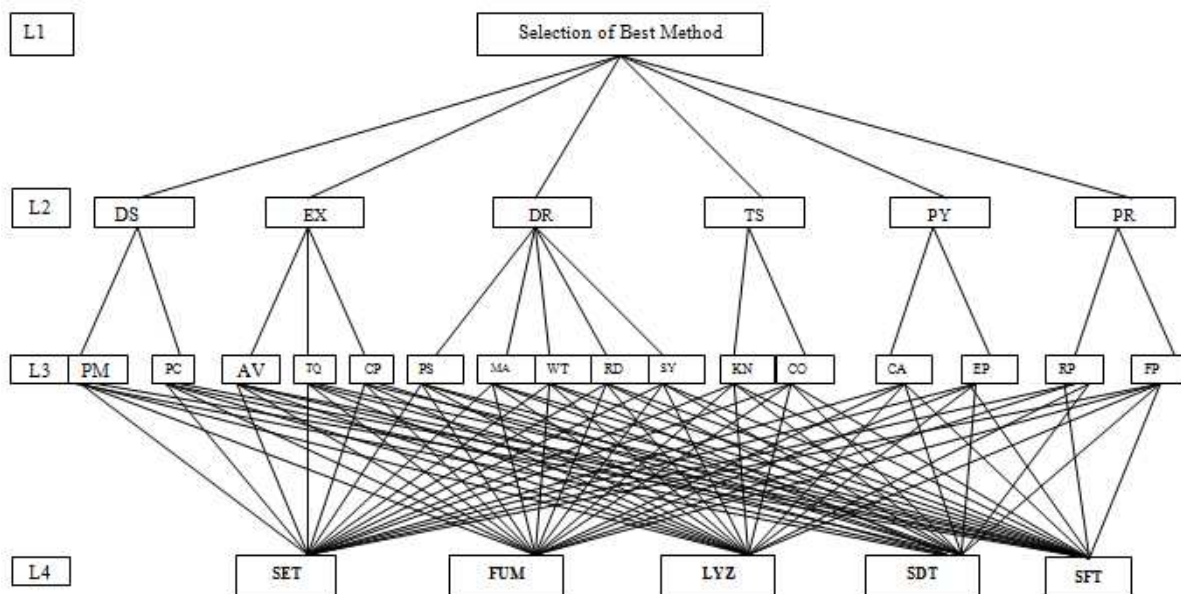 L1
Selection of Best Method
L2
DS
EX
DR
TS
PY
PR
L3
PM
PC
AV
TQ
CP
PS
MA
WT
RD
SY
KN
CO
CA
EP
RP
FP
L4
SET
FUM
LYZ
SDT
SFT